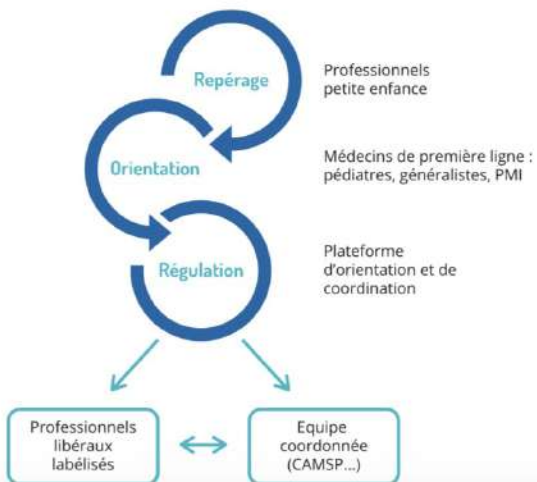 Repérage
Professionnels
petite enfance
Orientation
Médecins de première ligne :
pédiatres, généralistes, PMI
Régulation
Plateforme
d'orientation et de
coordination
Professionnels
libéraux
labélisés
Equipe
coordonnée
(CAMSP...)